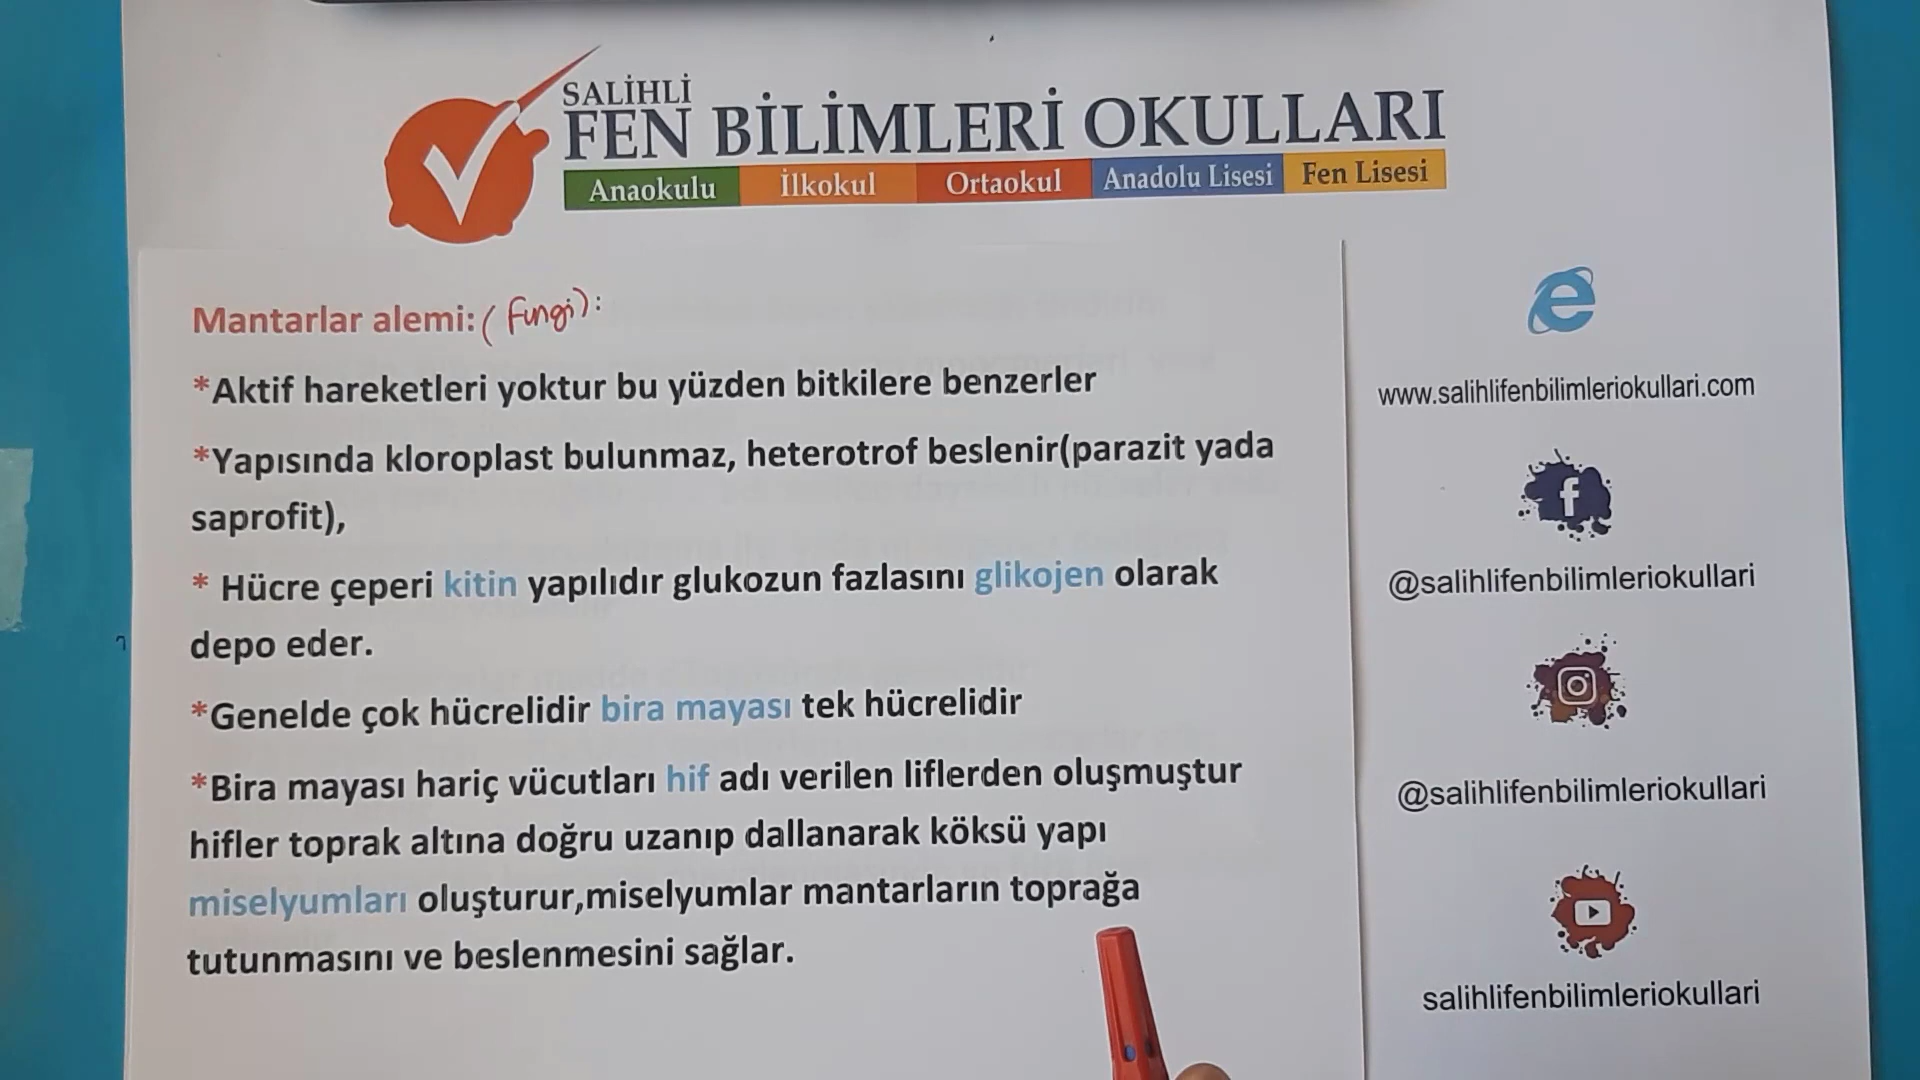 SALİHLİ
FEN BİLİMLERİ OKULLARI
Anaokulu İlkokul Ortaokul Anadolu Lisesi Fen Lisesi
Mantarlar alemi: (Fungi):
*Aktif hareketleri yoktur bu yüzden bitkilere benzerler
*Yapısında kloroplast bulunmaz, heterotrof beslenir(parazit yada
saprofit),
* Hücre çeperi kitin yapılıdır glukozun fazlasını glikojen olarak
depo eder.
*Genelde çok hücrelidir bira mayası tek hücrelidir
*Bira mayası hariç vücutları hif adı verilen liflerden oluşmuştur
hifler toprak altına doğru uzanıp dallanarak köksü yapı
miselyumları oluşturur,miselyumlar mantarların toprağa
tutunmasını ve beslenmesini sağlar.
www.salihlifenbilimleriokullari.com
@salihlifenbilimleriokullari
@salihlifenbilimleriokullari
salihlifenbilimleriokullari